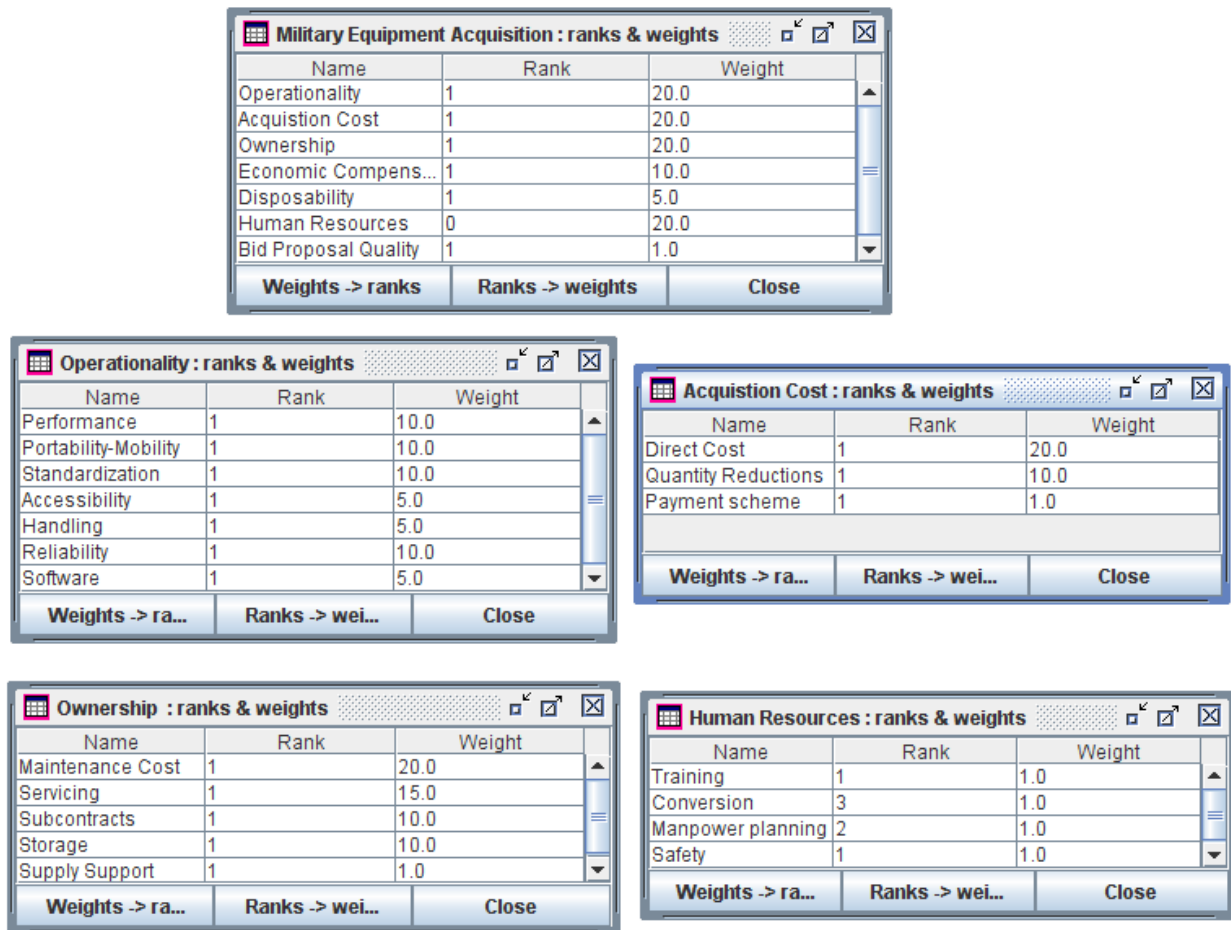 Military Equipment Acquisition : ranks & weights
Name Rank Weight
Operationality 1 20.0
Acquistion Cost 1 20.0
Ownership 1 20.0
Economic Compens... 1 10.0
Disposability 1 5.0
Human Resources 0 20.0
Bid Proposal Quality 1 1.0
Weights -> ranks Ranks -> weights Close
Operationality : ranks & weights
Name Rank Weight
Performance 1 10.0
Portability-Mobility 1 10.0
Standardization 1 10.0
Accessibility 1 5.0
Handling 1 5.0
Reliability 1 10.0
Software 1 5.0
Weights -> ra... Ranks -> wei... Close
Acquistion Cost : ranks & weights
Name Rank Weight
Direct Cost 1 20.0
Quantity Reductions 1 10.0
Payment scheme 1 1.0
Weights -> ra... Ranks -> wei... Close
Ownership : ranks & weights
Name Rank Weight
Maintenance Cost 1 20.0
Servicing 1 15.0
Subcontracts 1 10.0
Storage 1 10.0
Supply Support 1 1.0
Weights -> ra... Ranks -> wei... Close
Human Resources : ranks & weights
Name Rank Weight
Training 1 1.0
Conversion 3 1.0
Manpower planning 2 1.0
Safety 1 1.0
Weights -> ra... Ranks -> wei... Close